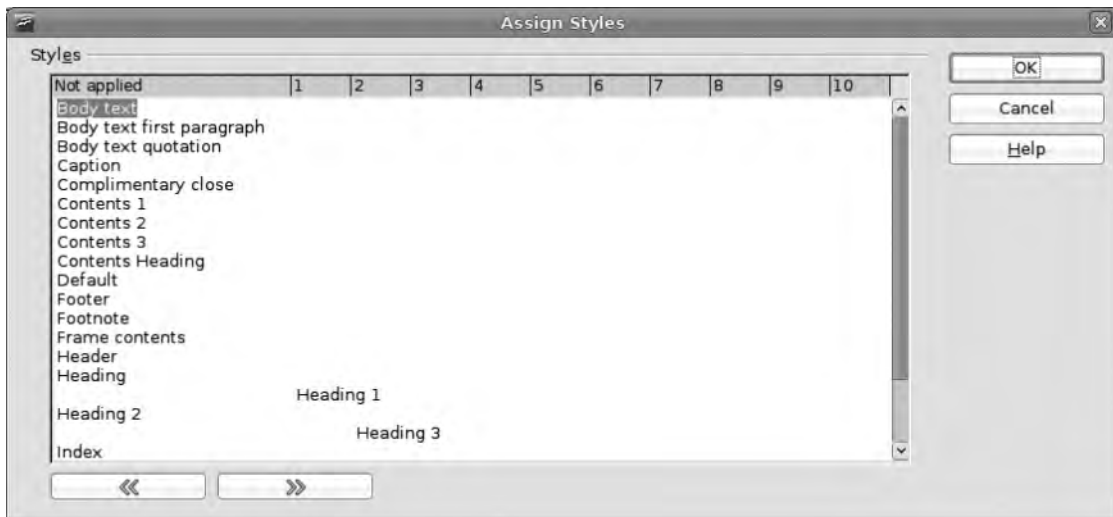 Assign Styles
Styles
Not applied 1 2 3 4 5 6 7 8 9 10
Body text
Body text first paragraph
Body text quotation
Caption
Complimentary close
Contents 1
Contents 2
Contents 3
Contents Heading
Default
Footer
Footnote
Frame contents
Header
Heading
Heading 1
Heading 2
Heading 3
Index
OK
Cancel
Help